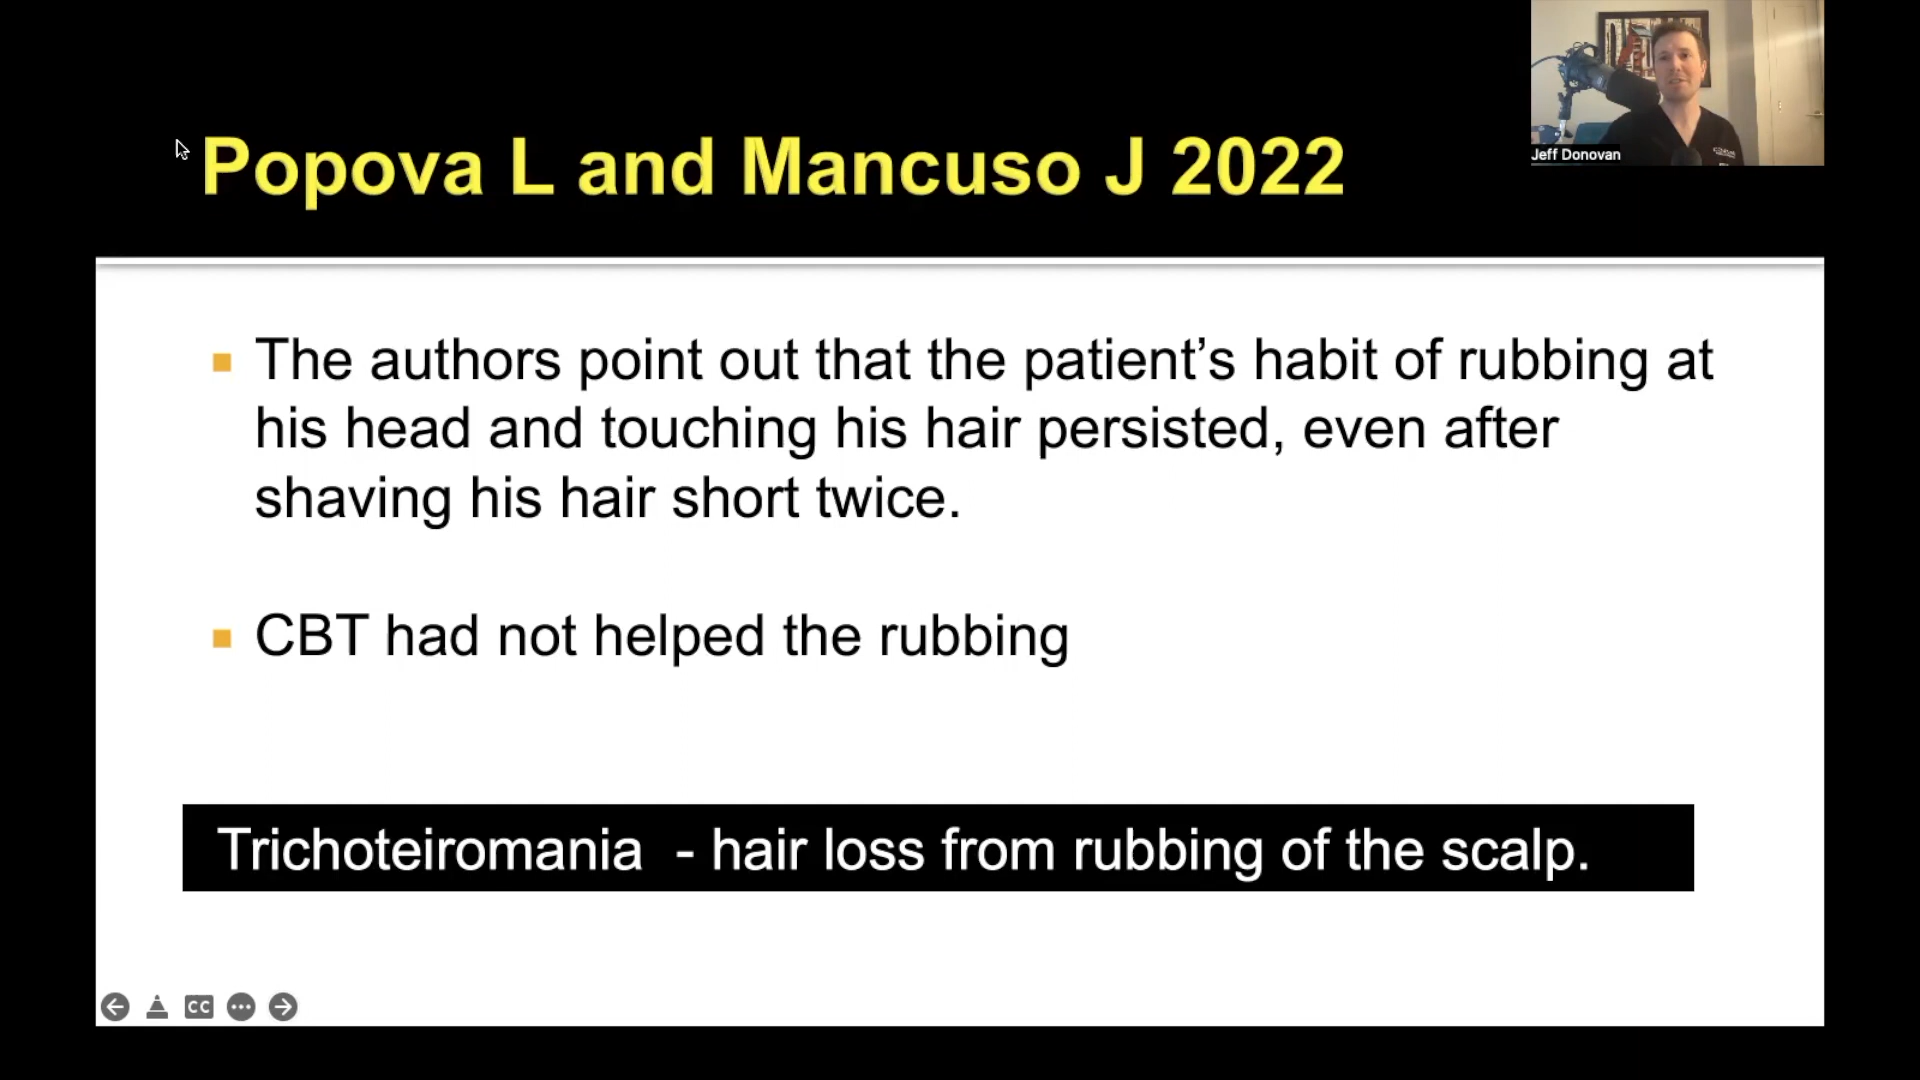 Jeff Donovan
Popova L and Mancuso J 2022
The authors point out that the patient’s habit of rubbing at
his head and touching his hair persisted, even after
shaving his hair short twice.
CBT had not helped the rubbing
Trichoteiromania - hair loss from rubbing of the scalp.
CC